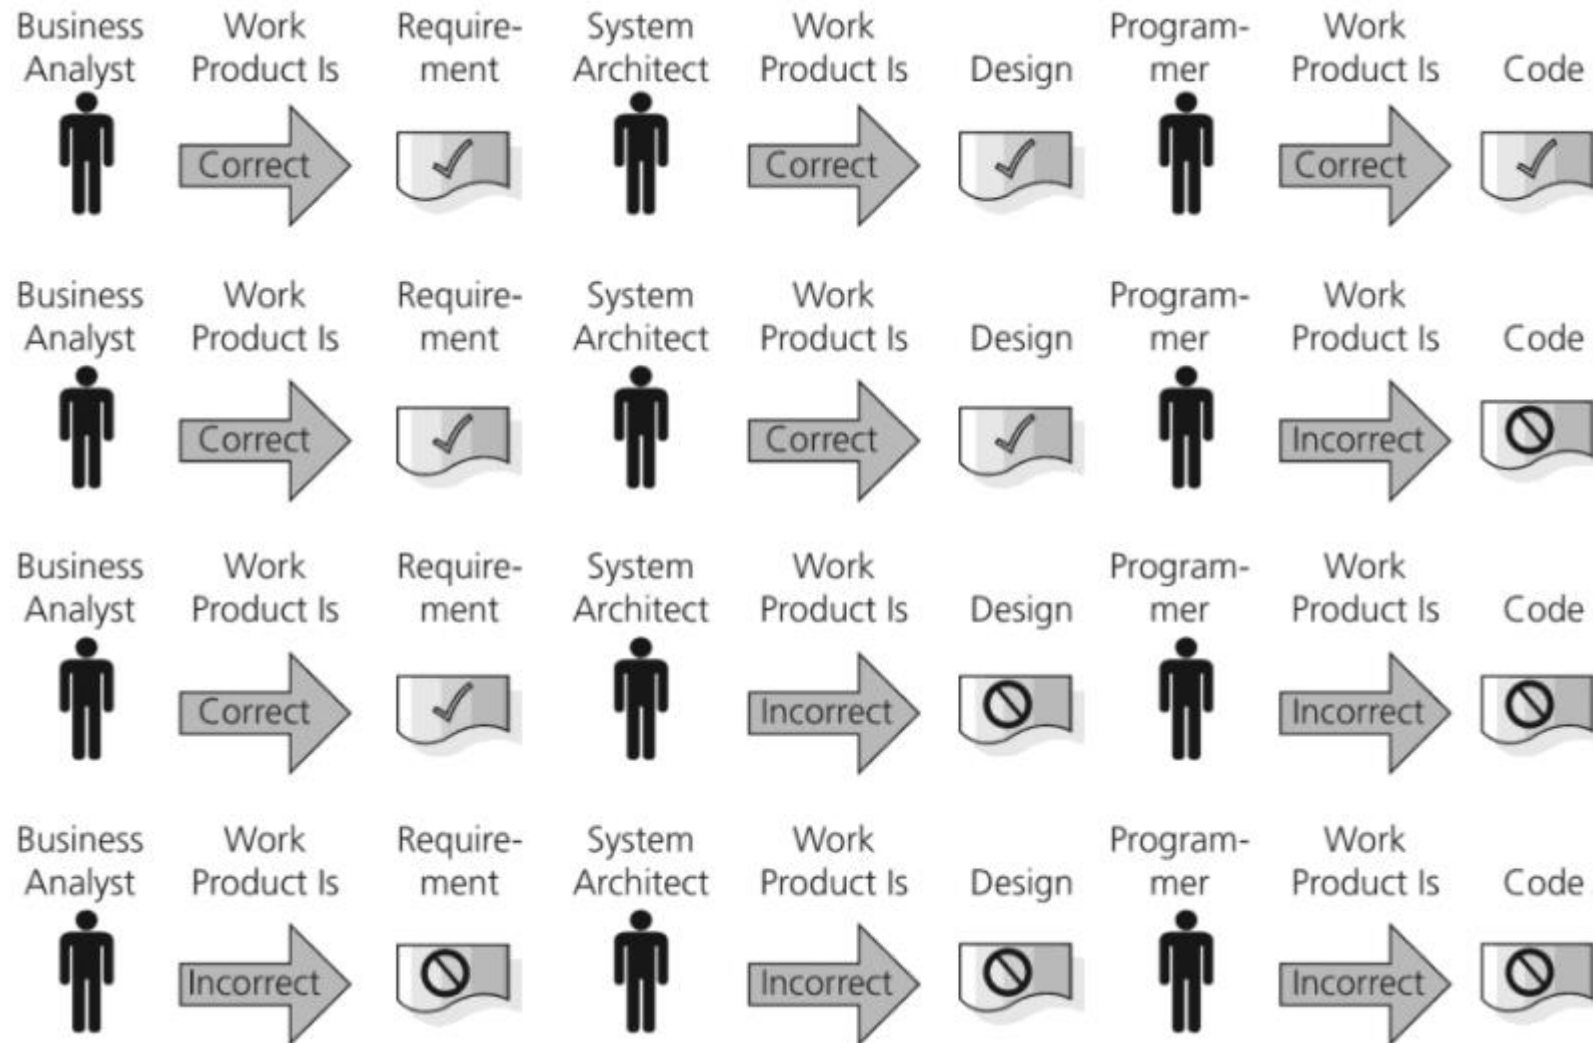 Business Work Require- System Work Program- Work
Analyst Product Is ment Architect Product Is Design mer Product Is Code
Correct Correct Correct
Business Work Require- System Work Program- Work
Analyst Product Is ment Architect Product Is Design mer Product Is Code
Correct Correct Incorrect
Business Work Require- System Work Program- Work
Analyst Product Is ment Architect Product Is Design mer Product Is Code
Correct Incorrect Incorrect
Business Work Require- System Work Program- Work
Analyst Product Is ment Architect Product Is Design mer Product Is Code
Incorrect Incorrect Incorrect